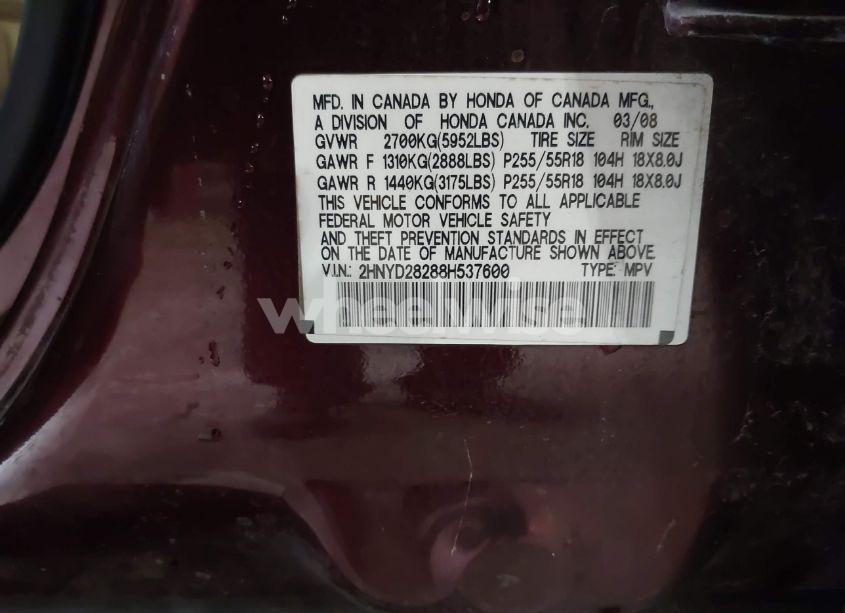 MFD. IN CANADA BY HONDA OF CANADA MFG.,
A DIVISION OF HONDA CANADA INC. 03/08
GVWR 2700KG(5952LBS) TIRE SIZE RIM SIZE
GAWR F 1310KG(2888LBS) P255/55R18 104H 18X8.0J
GAWR R 1440KG(3175LBS) P255/55R18 104H 18X8.0J
THIS VEHICLE CONFORMS TO ALL APPLICABLE
FEDERAL MOTOR VEHICLE SAFETY
AND THEFT PREVENTION STANDARDS IN EFFECT
ON THE DATE OF MANUFACTURE SHOWN ABOVE.
V.I.N.: 2HNYD28288H537600 TYPE: MPV
wheelwise